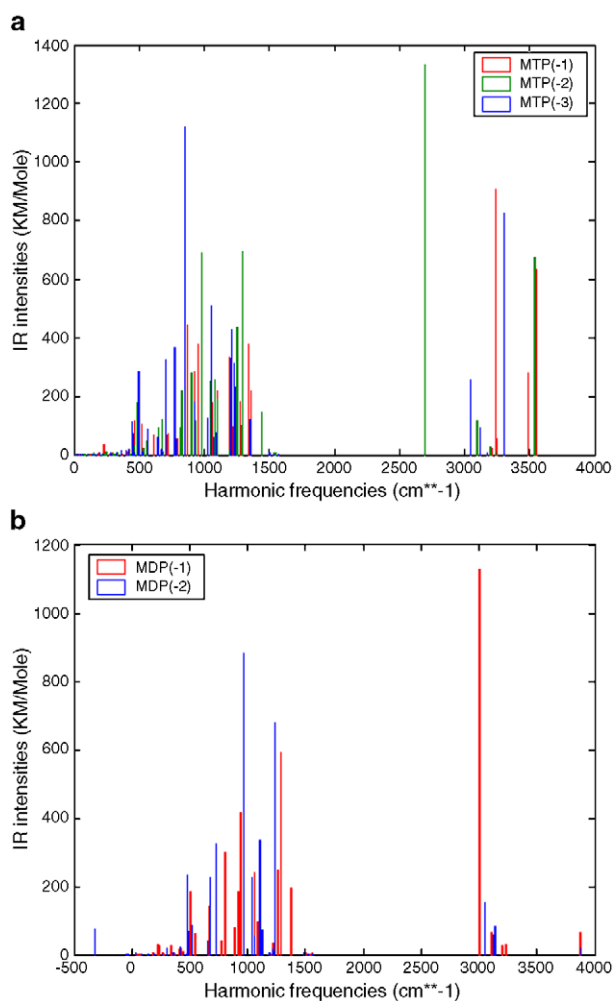 a
1400
1200
1000
800
600
400
200
0
IR intensities (KM/Mole)
MTP(-1)
MTP(-2)
MTP(-3)
0 500 1000 1500 2000 2500 3000 3500 4000
Harmonic frequencies (cm**-1)
b
1200
1000
800
600
400
200
0
IR intensities (KM/Mole)
MDP(-1)
MDP(-2)
-500 0 500 1000 1500 2000 2500 3000 3500 4000
Harmonic frequencies (cm**-1)